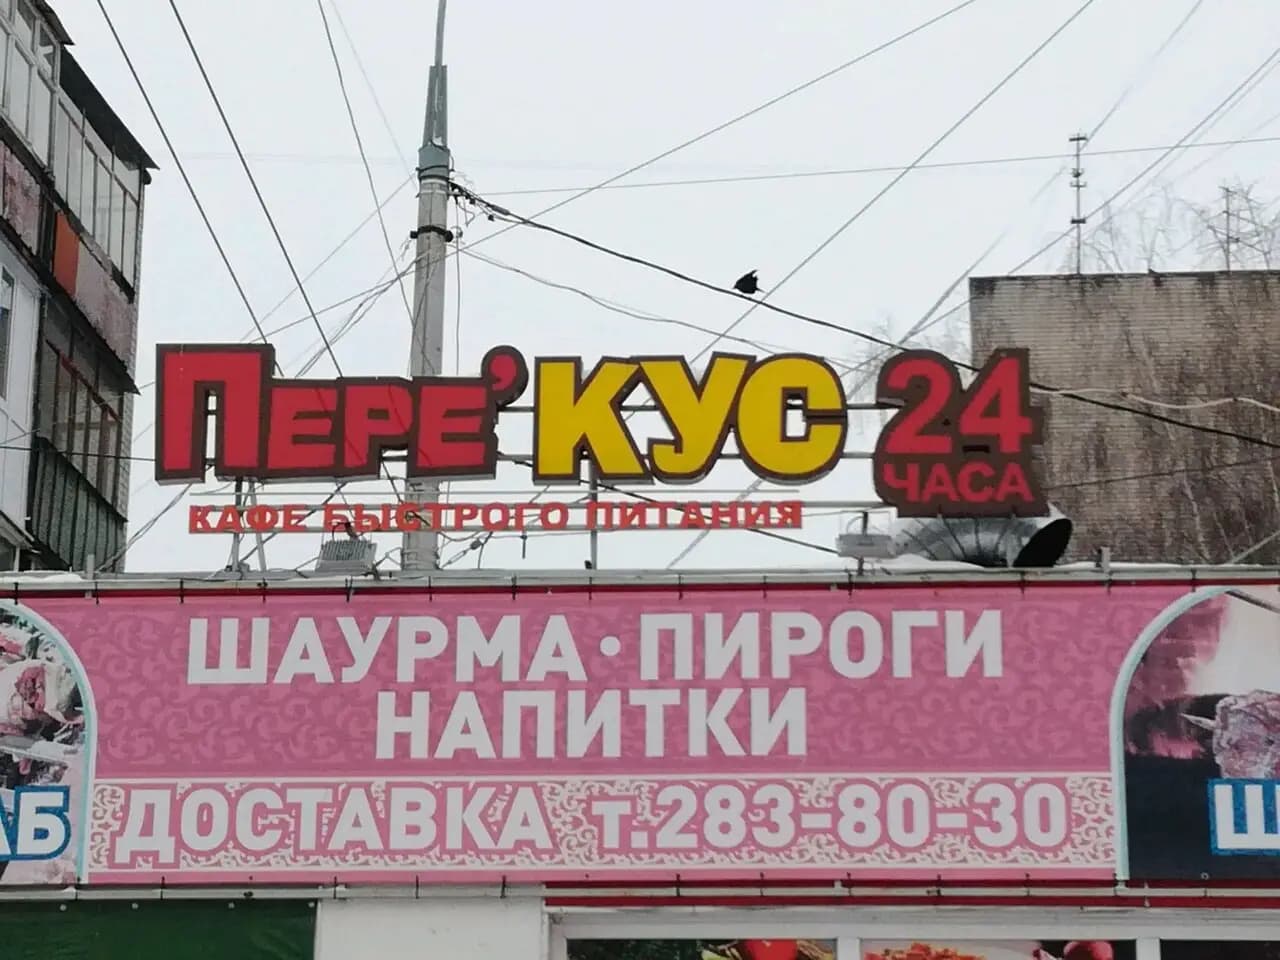 ПЕРЕ'КУС 24
ЧАСА
КАФЕ БЫСТРОГО ПИТАНИЯ
ШАУРМА • ПИРОГИ
НАПИТКИ
ДОСТАВКА т.283-80-30